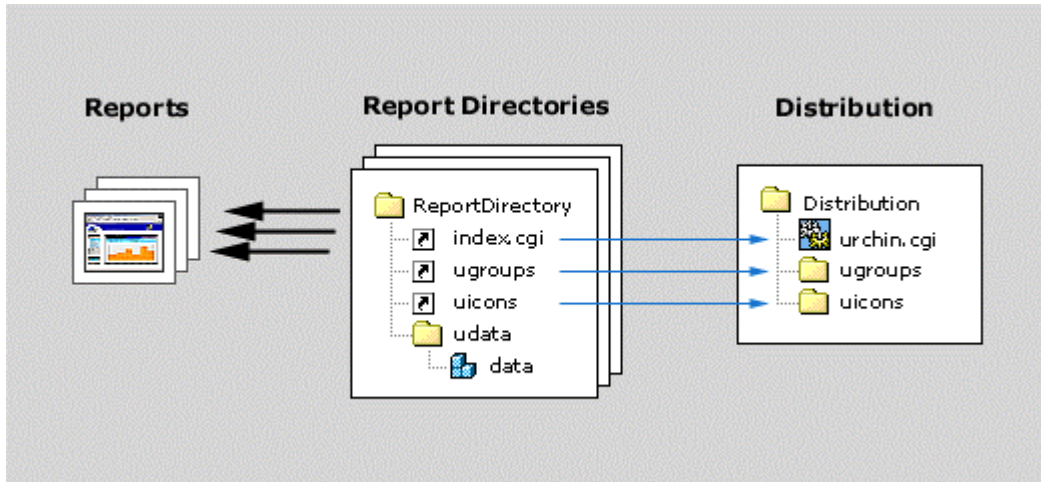 Reports
Report Directories
Distribution
ReportDirectory
index.cgi
ugroups
uicons
udata
data
Distribution
urchin.cgi
ugroups
uicons